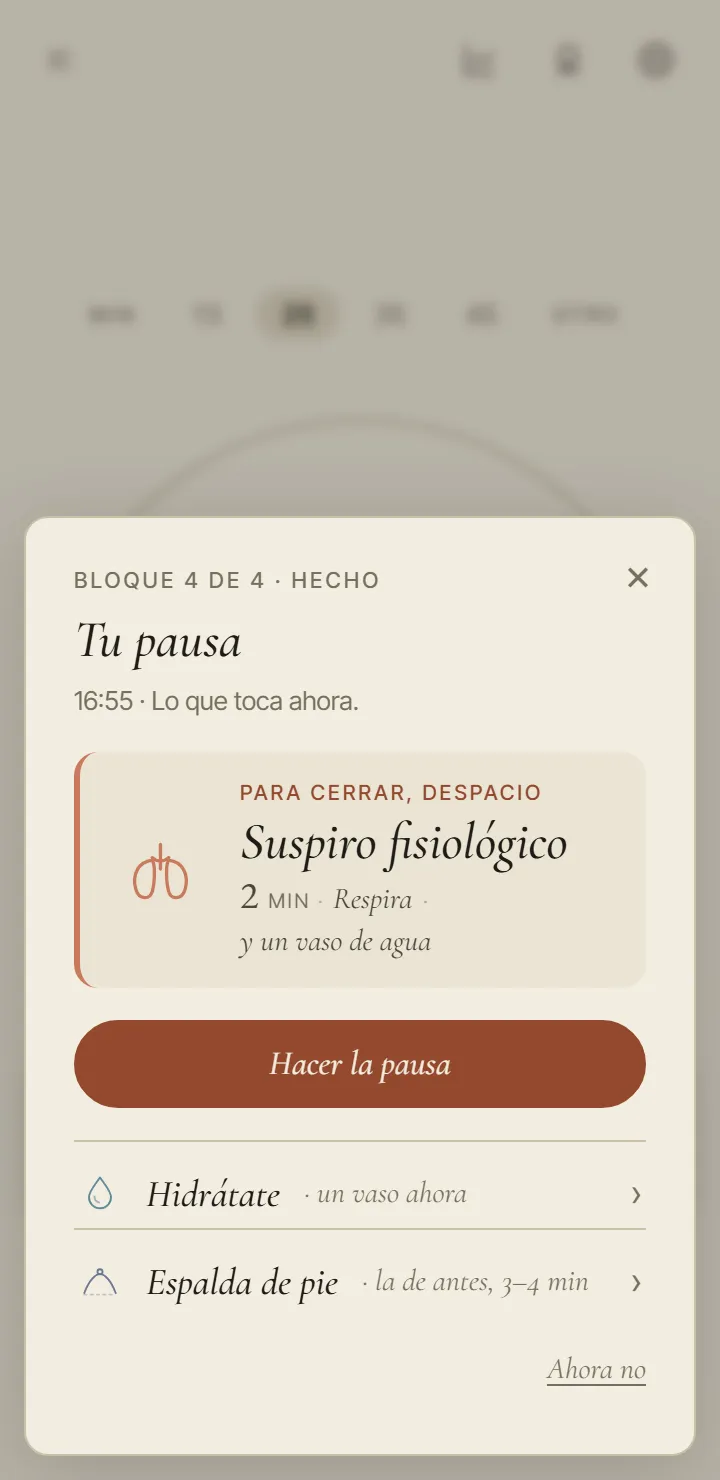 BLOQUE 4 DE 4 · HECHO
Tu pausa
16:55 · Lo que toca ahora.
PARA CERRAR, DESPACIO
Suspiro fisiológico
2 MIN · Respira ·
y un vaso de agua
Hacer la pausa
Hidrátate · un vaso ahora
Espalda de pie · la de antes, 3–4 min
Ahora no